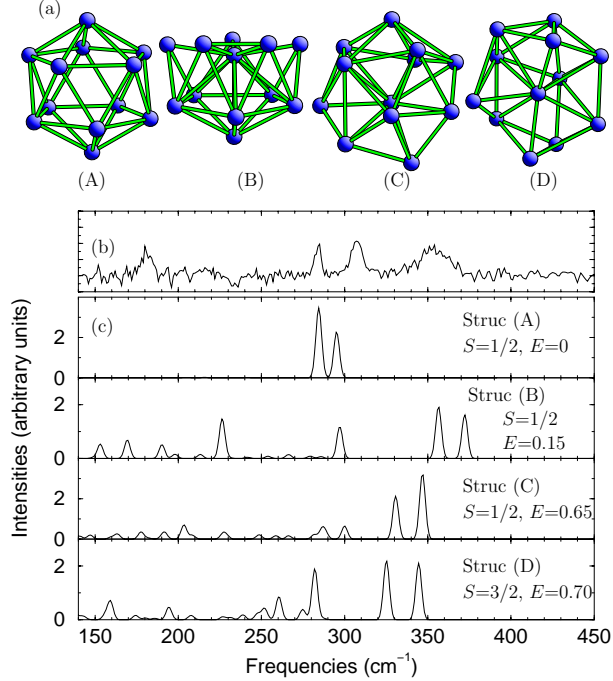 (a)
(A) (B) (C) (D)
(b)
(c)
Struc (A)
S=1/2, E=0
Struc (B)
S=1/2
E=0.15
Struc (C)
S=1/2, E=0.65
Struc (D)
S=3/2, E=0.70
2
0
2
0
2
0
2
0
Intensities (arbitrary units)
150 200 250 300 350 400 450
Frequencies (cm⁻¹)